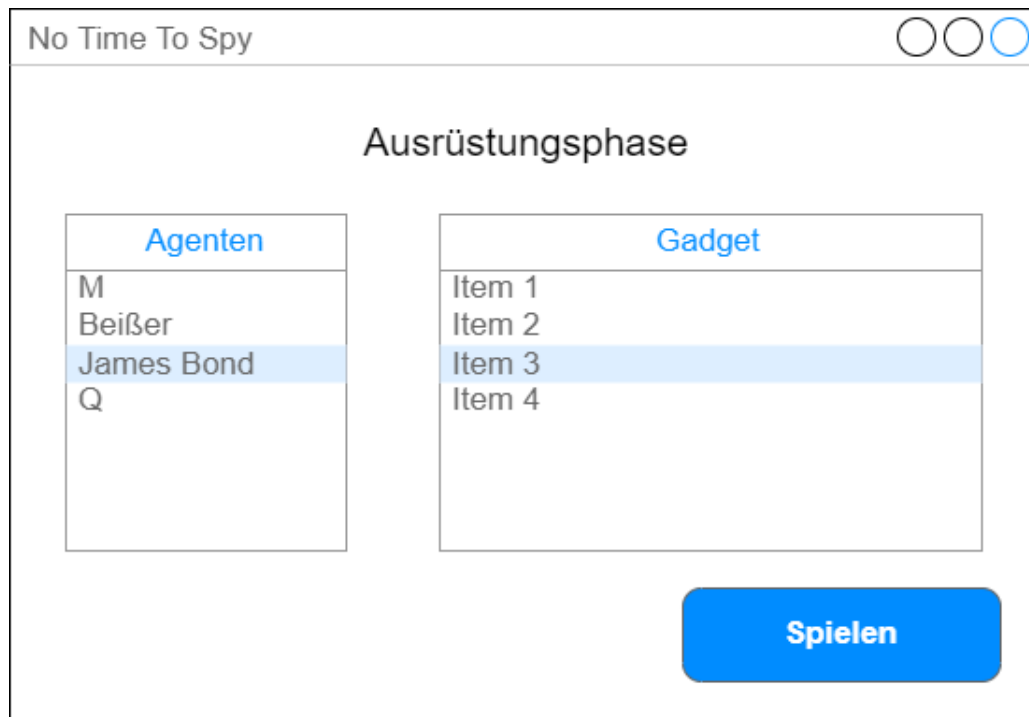 No Time To Spy
Ausrüstungsphase
Agenten
M
Beißer
James Bond
Q
Gadget
Item 1
Item 2
Item 3
Item 4
Spielen